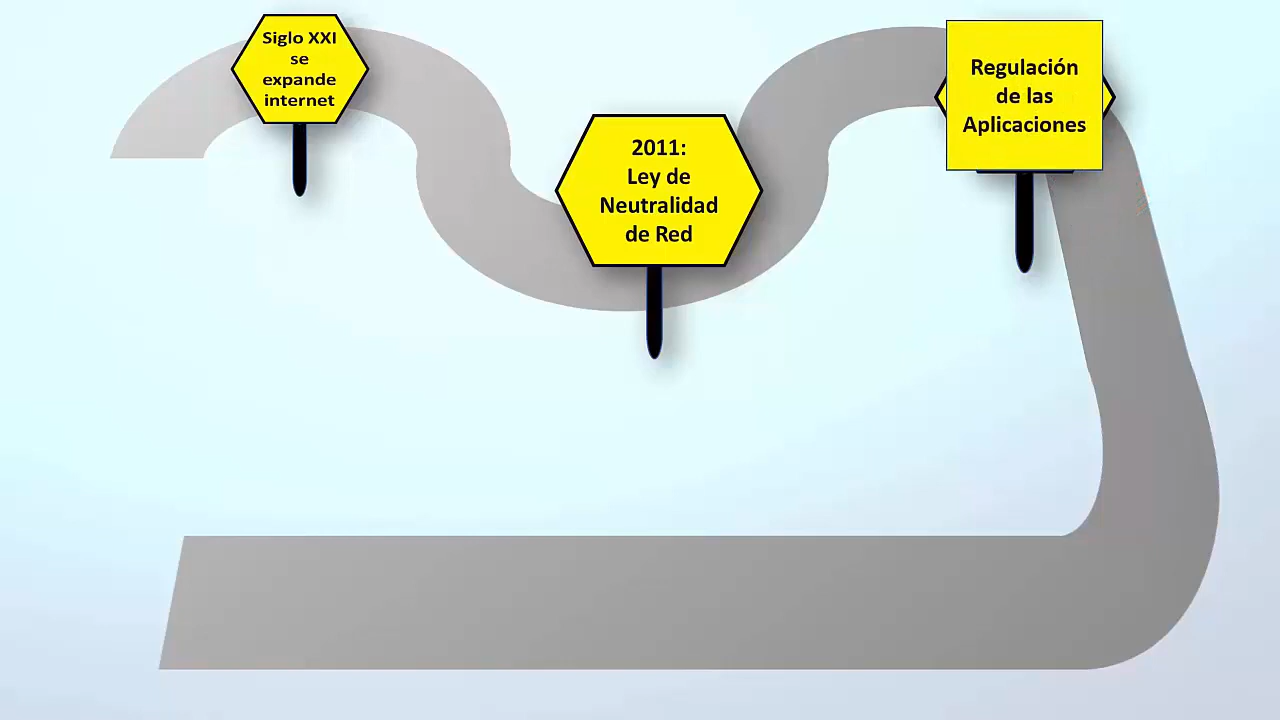 Siglo XXI
se
expande
internet
2011:
Ley de
Neutralidad
de Red
Regulación
de las
Aplicaciones